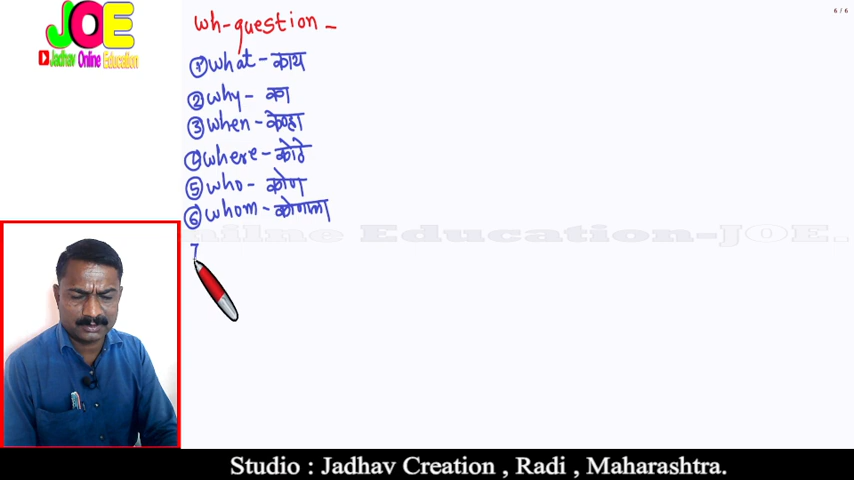 JOE
Jadhav Online Education
6 / 6
wh-question -
① what - काय
② why - का
③ when - केव्हा
④ where - कोठे
⑤ who - कोण
⑥ whom - कोणाला
7
Online Education-JOE.
Studio : Jadhav Creation , Radi , Maharashtra.